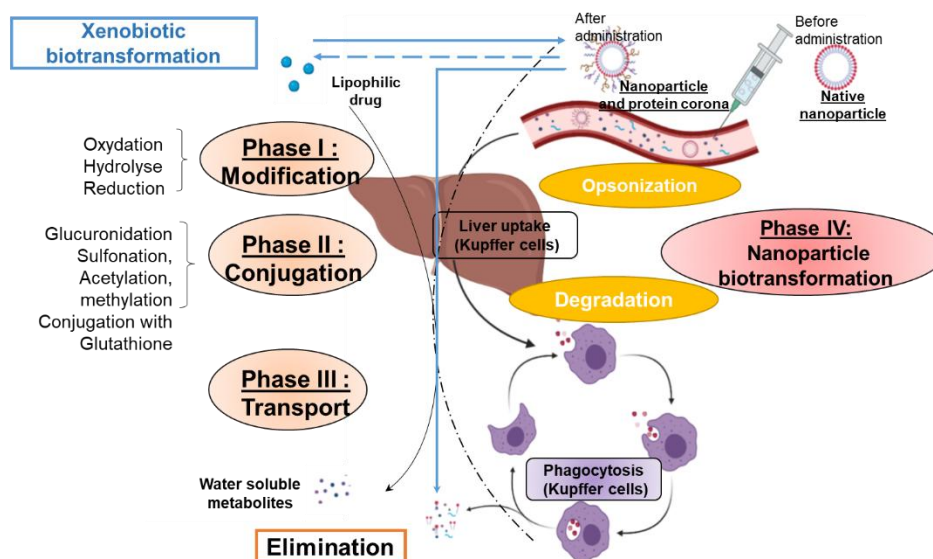 Xenobiotic
biotransformation
Lipophilic
drug
After
administration
Before
administration
Nanoparticle
and protein corona
Native
nanoparticle
Oxydation
Hydrolyse
Reduction
Phase I :
Modification
Opsonization
Glucuronidation
Sulfonation,
Acetylation,
methylation
Conjugation with
Glutathione
Phase II :
Conjugation
Liver uptake
(Kupffer cells)
Phase IV:
Nanoparticle
biotransformation
Degradation
Phase III :
Transport
Phagocytosis
(Kupffer cells)
Water soluble
metabolites
Elimination